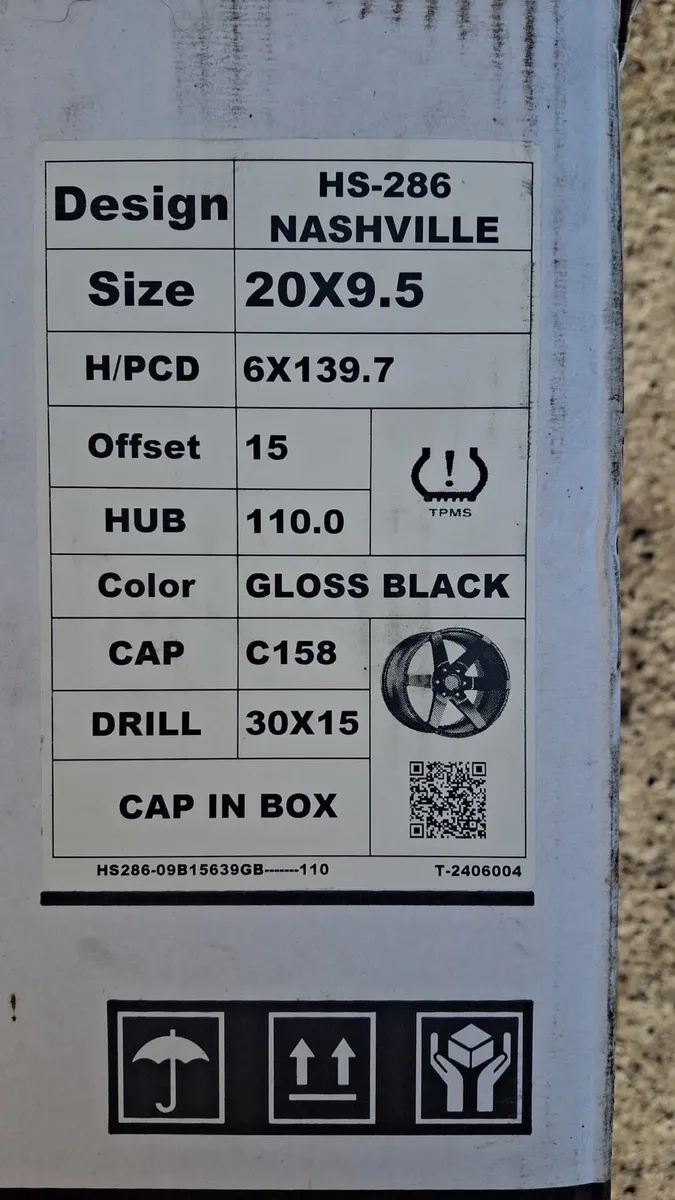 Design
HS-286
NASHVILLE
Size
20X9.5
H/PCD
6X139.7
Offset
15
TPMS
HUB
110.0
Color
GLOSS BLACK
CAP
C158
DRILL
30X15
CAP IN BOX
HS286-09B15639GB-------110
T-2406004